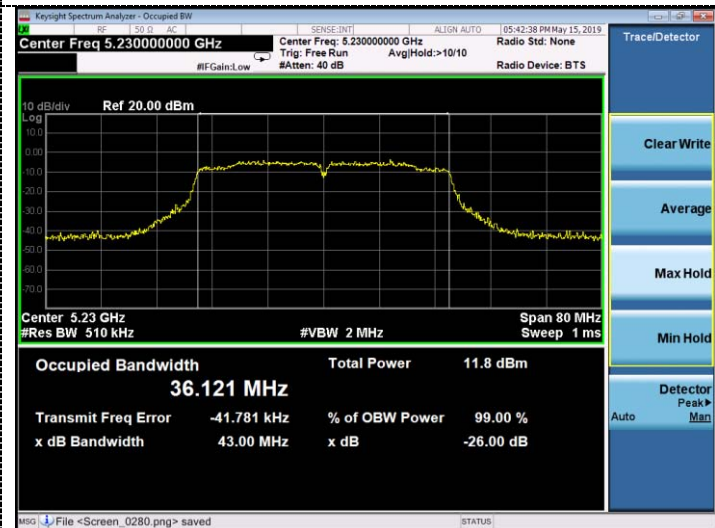 Keysight Spectrum Analyzer - Occupied BW
LXI RF 50 Ω AC SENSE:INT ALIGN AUTO 05:42:38 PM May 15, 2019
Center Freq 5.230000000 GHz
Center Freq: 5.230000000 GHz
Radio Std: None
Trig: Free Run Avg|Hold:>10/10
#IFGain:Low #Atten: 40 dB Radio Device: BTS
Trace/Detector
10 dB/div Ref 20.00 dBm
Log
10.0
0.00
-10.0
-20.0
-30.0
-40.0
-50.0
-60.0
-70.0
Center 5.23 GHz Span 80 MHz
#Res BW 510 kHz #VBW 2 MHz Sweep 1 ms
Occupied Bandwidth Total Power 11.8 dBm
36.121 MHz
Transmit Freq Error -41.781 kHz % of OBW Power 99.00 %
x dB Bandwidth 43.00 MHz x dB -26.00 dB
Clear Write
Average
Max Hold
Min Hold
Detector
Peak▶
Auto Man
MSG File <Screen_0280.png> saved STATUS